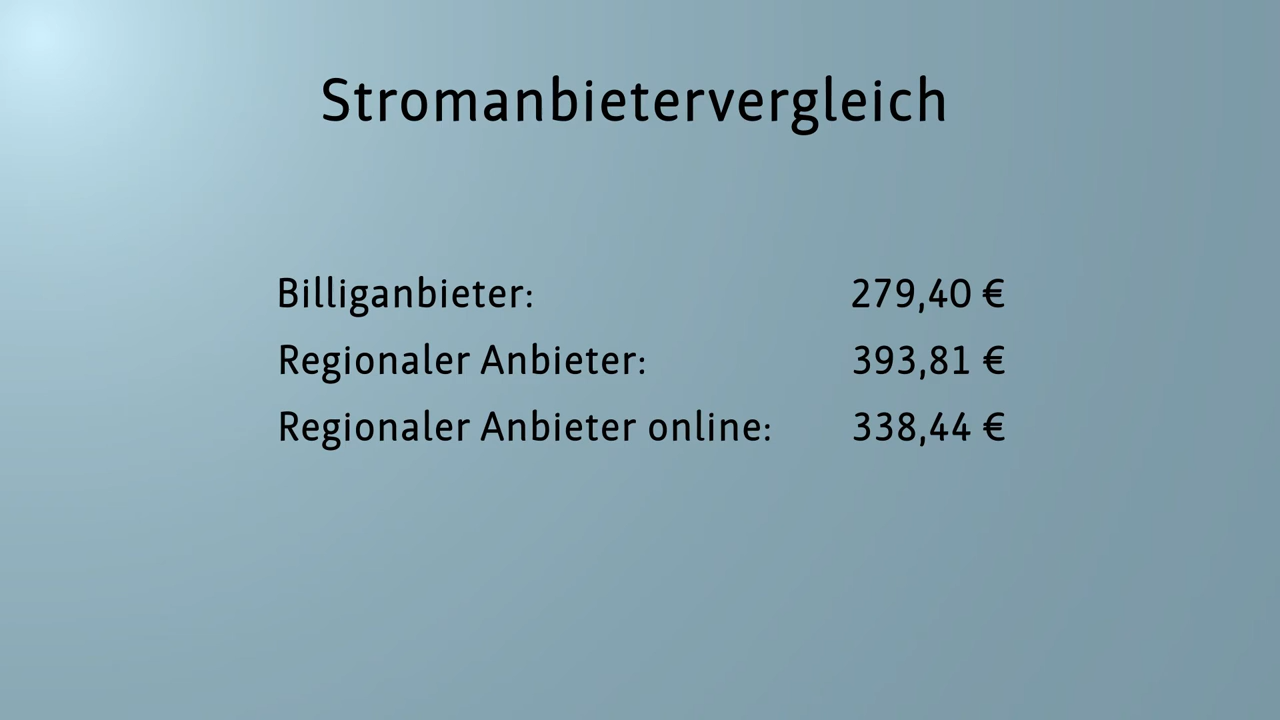 Stromanbietervergleich
Billiganbieter: 279,40 €
Regionaler Anbieter: 393,81 €
Regionaler Anbieter online: 338,44 €